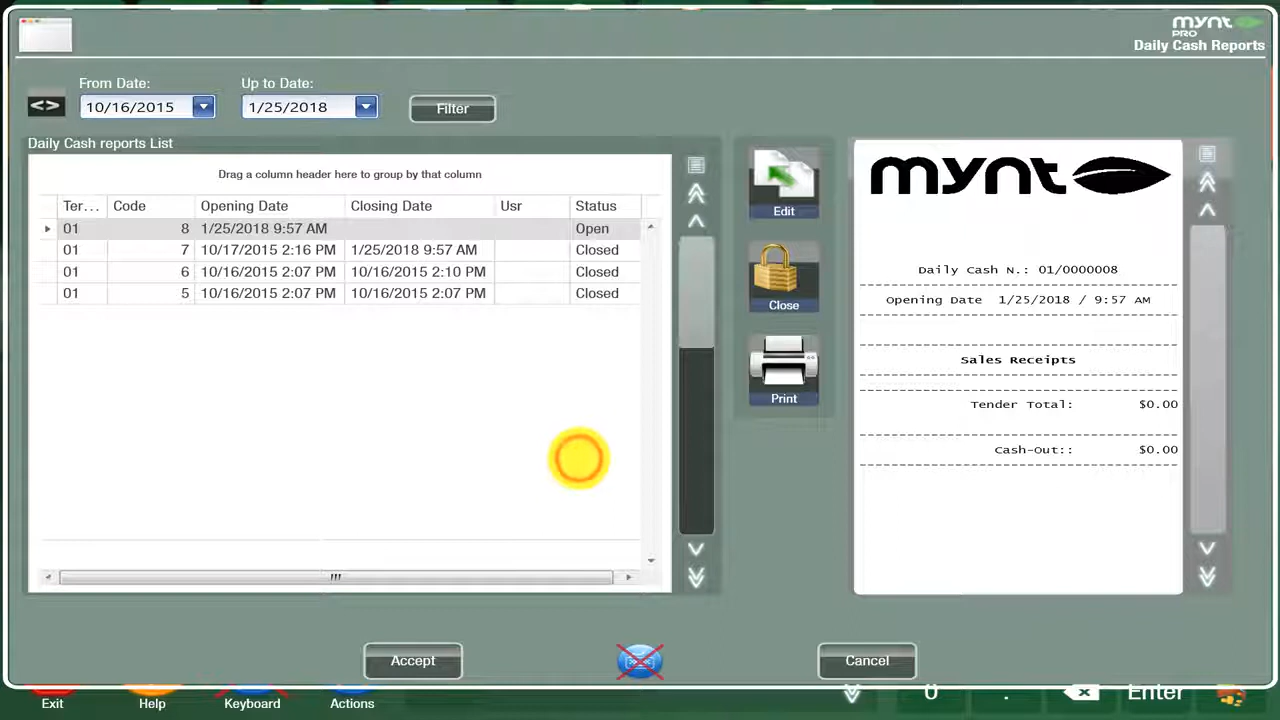 mynt
PRO
Daily Cash Reports
From Date:
Up to Date:
<>
10/16/2015
1/25/2018
Filter
Daily Cash reports List
Drag a column header here to group by that column
Ter... Code Opening Date Closing Date Usr Status
01 8 1/25/2018 9:57 AM Open
01 7 10/17/2015 2:16 PM 1/25/2018 9:57 AM Closed
01 6 10/16/2015 2:07 PM 10/16/2015 2:10 PM Closed
01 5 10/16/2015 2:07 PM 10/16/2015 2:07 PM Closed
Edit
Close
Print
mynt
Daily Cash N.: 01/0000008
Opening Date 1/25/2018 / 9:57 AM
Sales Receipts
Tender Total: $0.00
Cash-Out:: $0.00
Accept
Cancel
Exit
Help
Keyboard
Actions
0
.
Enter